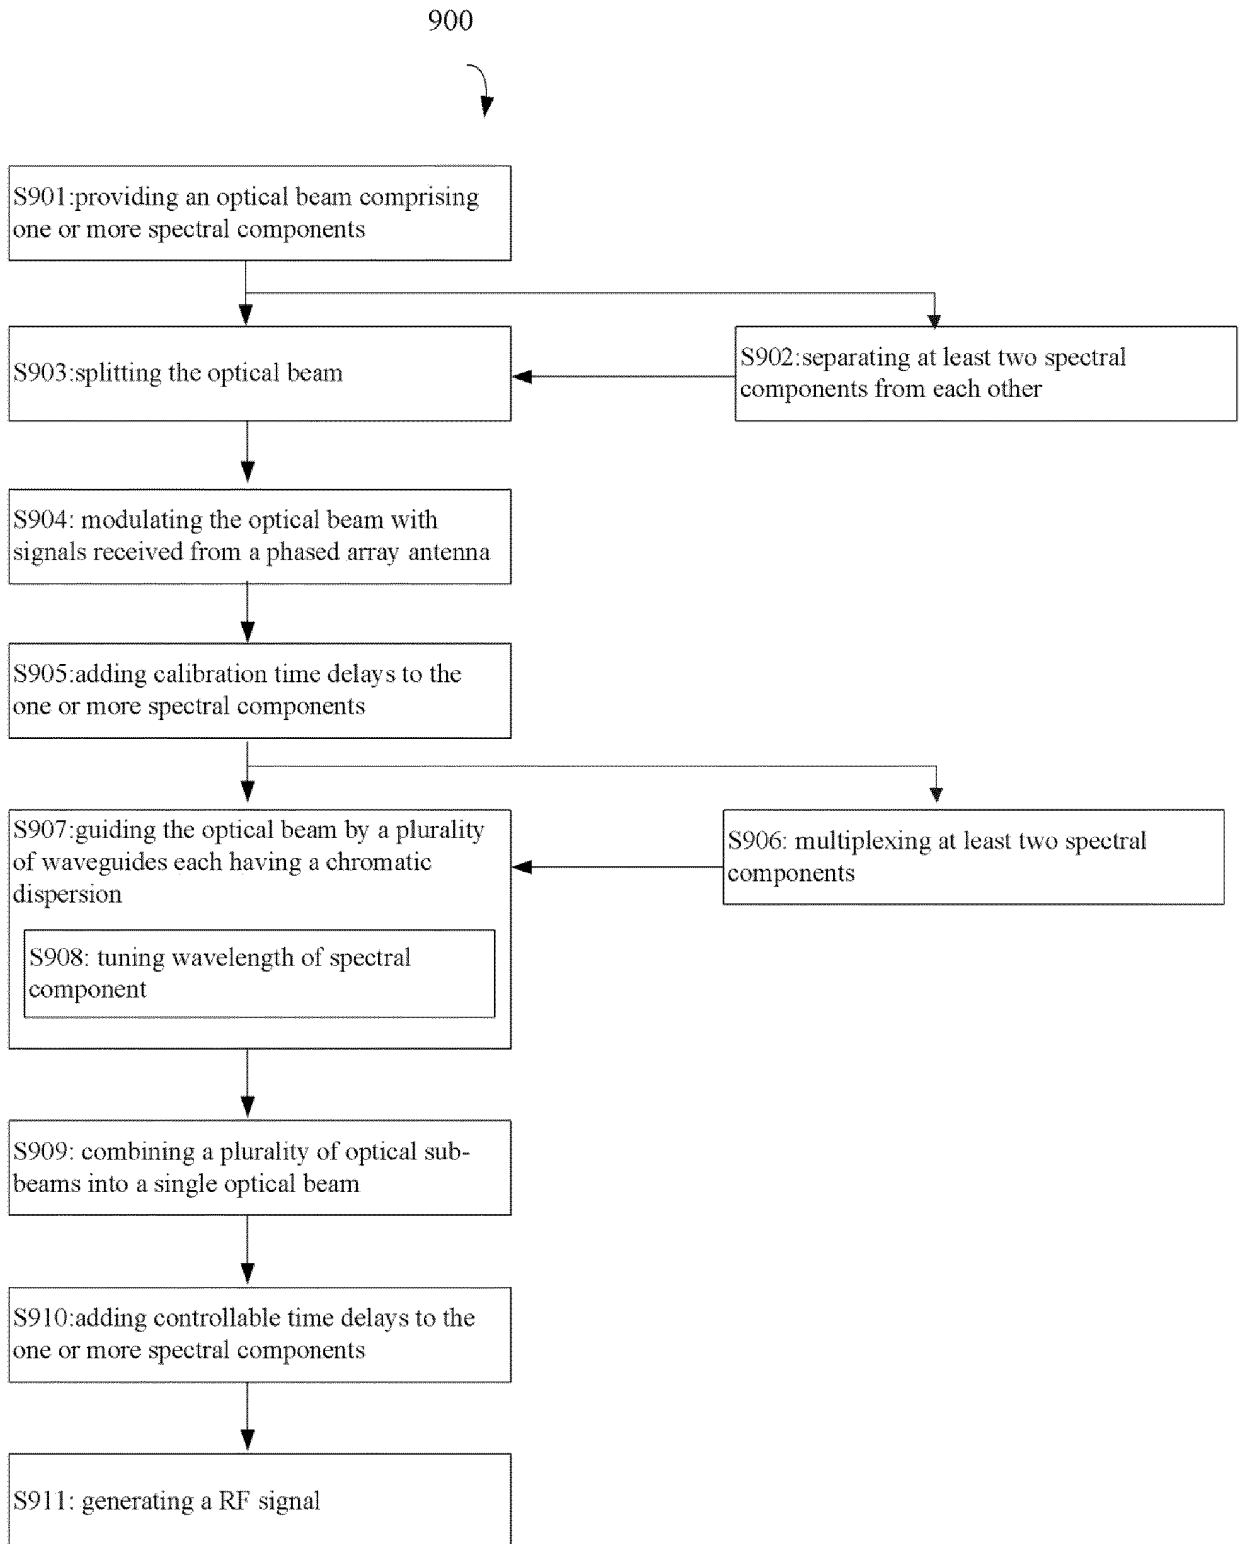 900
S901:providing an optical beam comprising
one or more spectral components
S903:splitting the optical beam
S902:separating at least two spectral
components from each other
S904: modulating the optical beam with
signals received from a phased array antenna
S905:adding calibration time delays to the
one or more spectral components
S907:guiding the optical beam by a plurality
of waveguides each having a chromatic
dispersion
S906: multiplexing at least two spectral
components
S908: tuning wavelength of spectral
component
S909: combining a plurality of optical sub-
beams into a single optical beam
S910:adding controllable time delays to the
one or more spectral components
S911: generating a RF signal